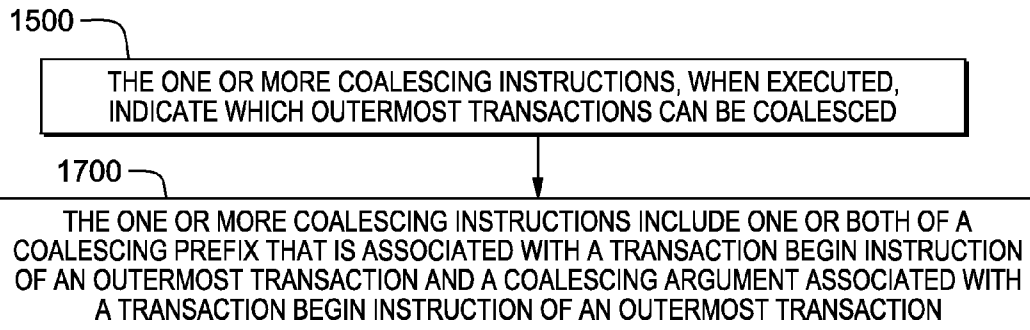 1500
THE ONE OR MORE COALESCING INSTRUCTIONS, WHEN EXECUTED,
INDICATE WHICH OUTERMOST TRANSACTIONS CAN BE COALESCED
1700
THE ONE OR MORE COALESCING INSTRUCTIONS INCLUDE ONE OR BOTH OF A
COALESCING PREFIX THAT IS ASSOCIATED WITH A TRANSACTION BEGIN INSTRUCTION
OF AN OUTERMOST TRANSACTION AND A COALESCING ARGUMENT ASSOCIATED WITH
A TRANSACTION BEGIN INSTRUCTION OF AN OUTERMOST TRANSACTION